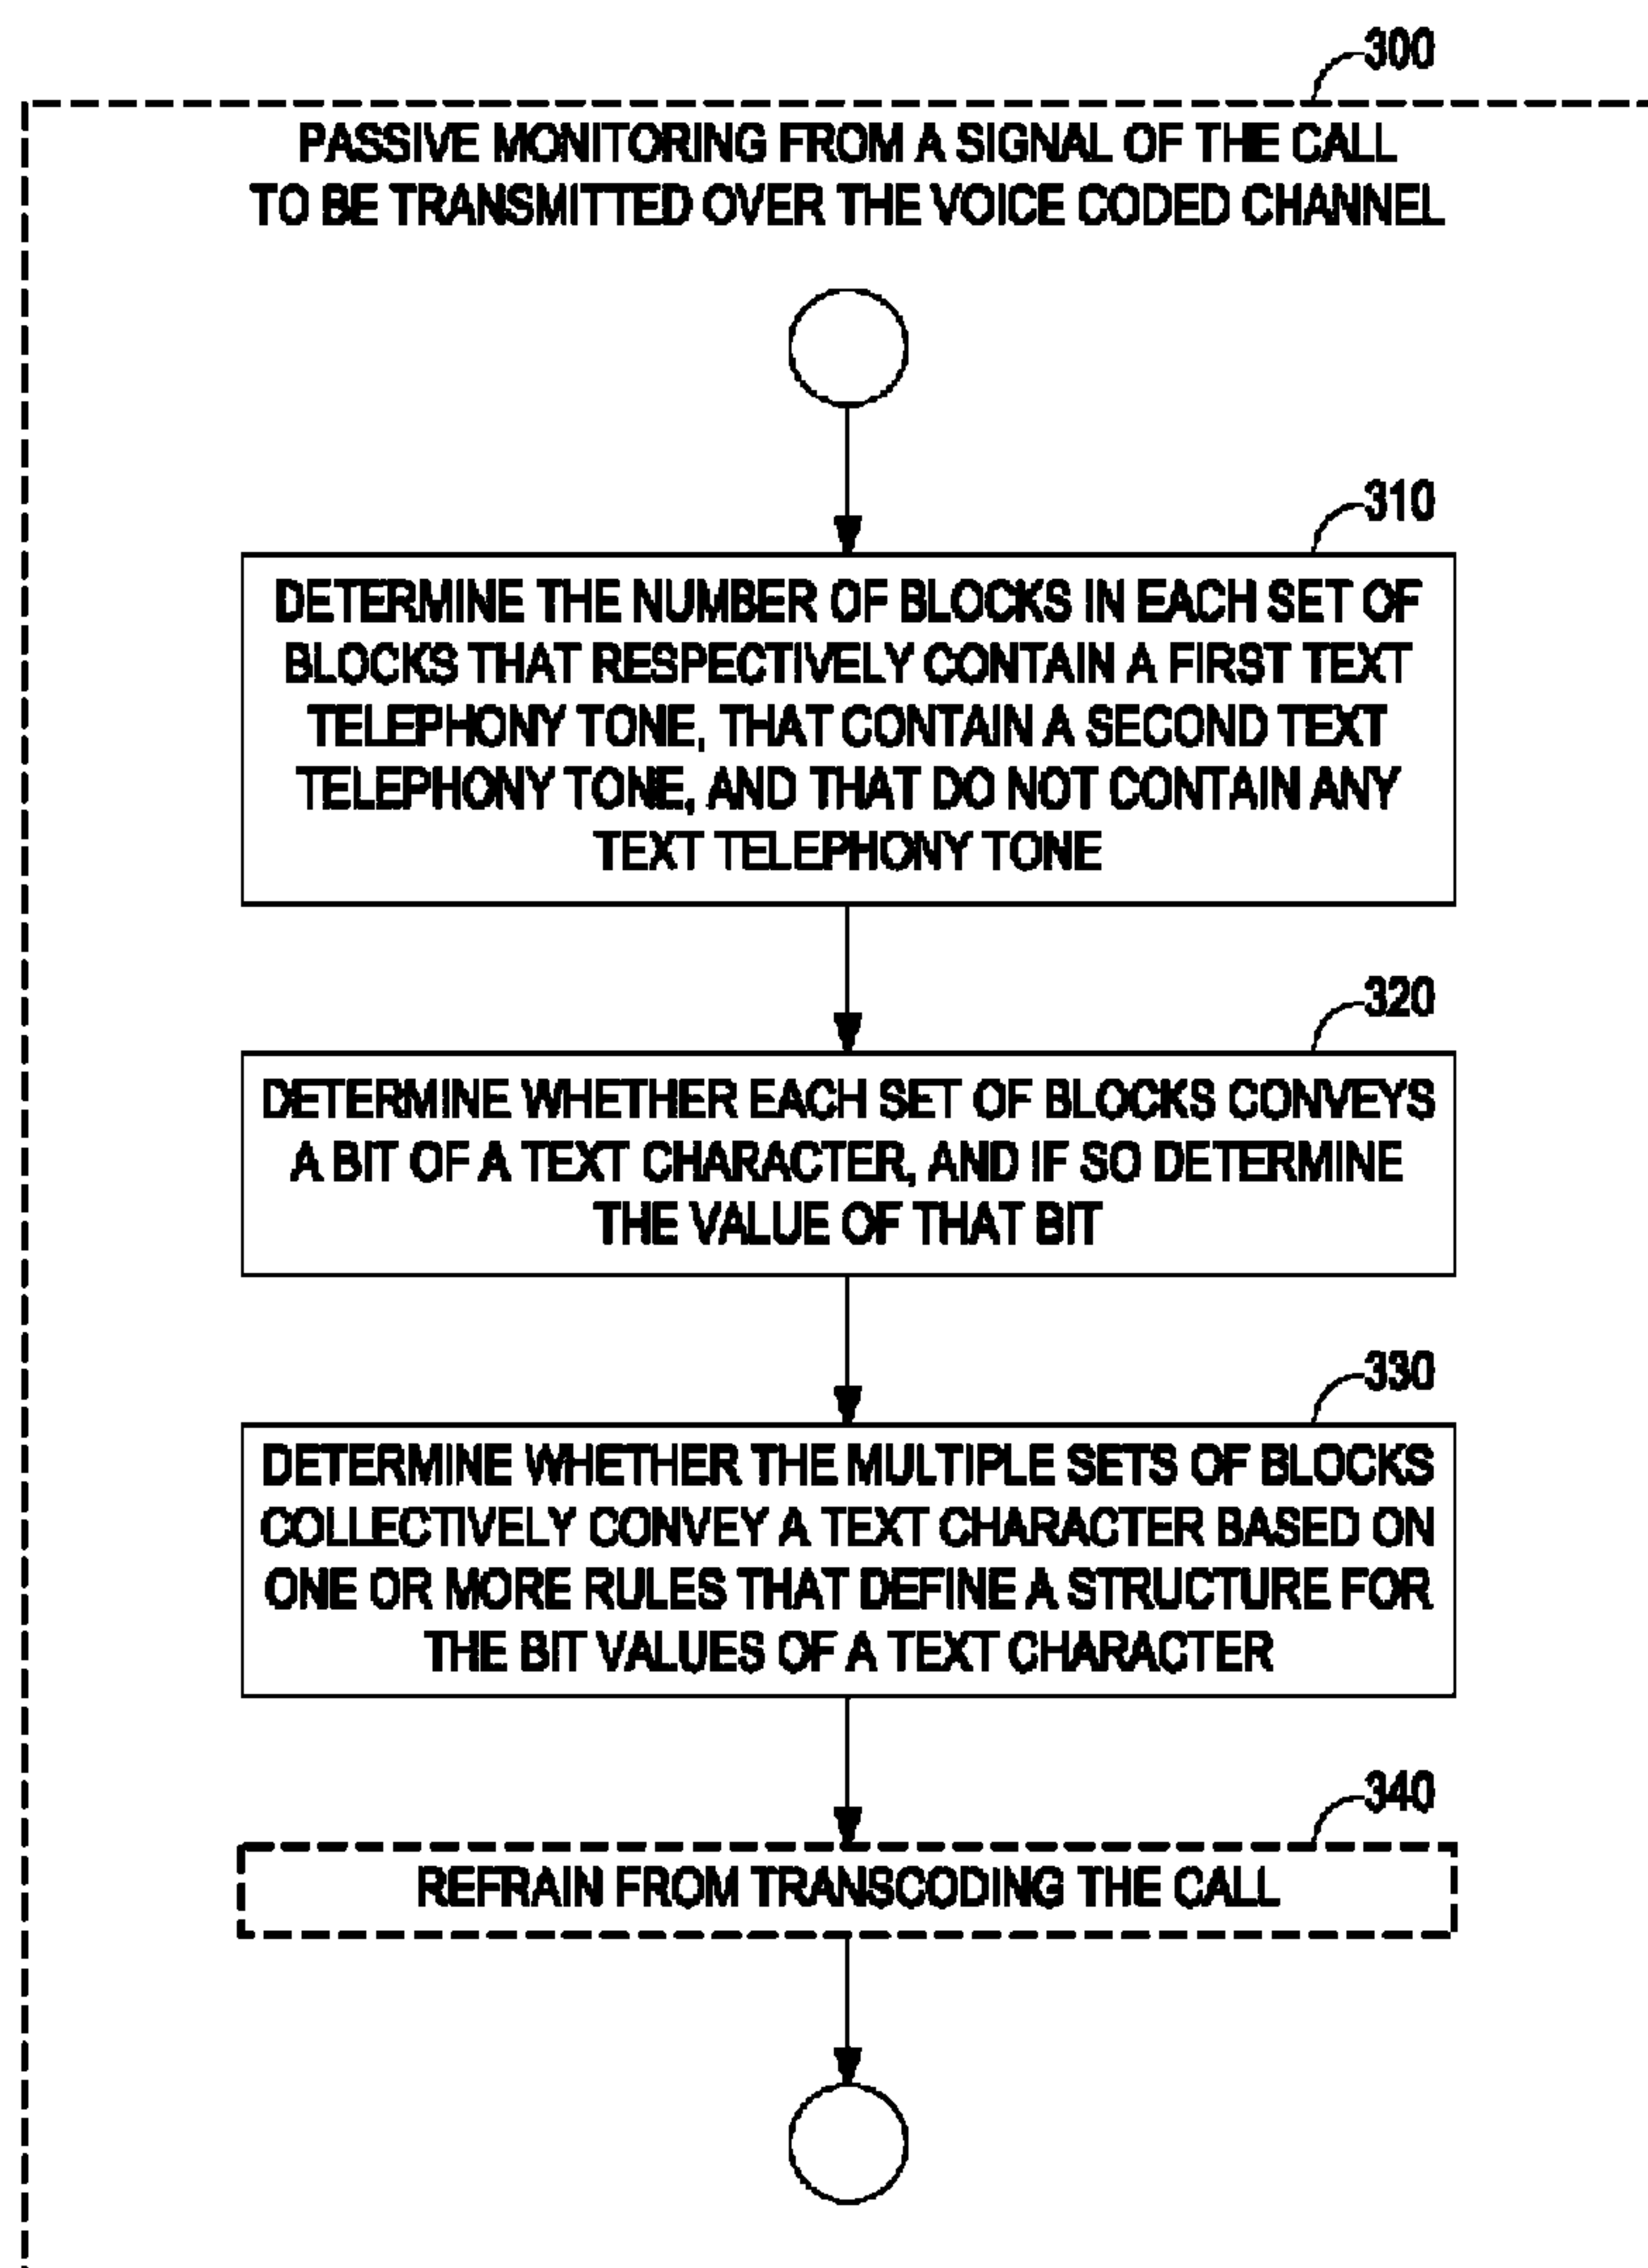 300
PASSIVE MONITORING FROM A SIGNAL OF THE CALL
TO BE TRANSMITTED OVER THE VOICE CODED CHANNEL
310
DETERMINE THE NUMBER OF BLOCKS IN EACH SET OF
BLOCKS THAT RESPECTIVELY CONTAIN A FIRST TEXT
TELEPHONY TONE, THAT CONTAIN A SECOND TEXT
TELEPHONY TONE, AND THAT DO NOT CONTAIN ANY
TEXT TELEPHONY TONE
320
DETERMINE WHETHER EACH SET OF BLOCKS CONVEYS
A BIT OF A TEXT CHARACTER, AND IF SO DETERMINE
THE VALUE OF THAT BIT
330
DETERMINE WHETHER THE MULTIPLE SETS OF BLOCKS
COLLECTIVELY CONVEY A TEXT CHARACTER BASED ON
ONE OR MORE RULES THAT DEFINE A STRUCTURE FOR
THE BIT VALUES OF A TEXT CHARACTER
340
REFRAIN FROM TRANSCODING THE CALL